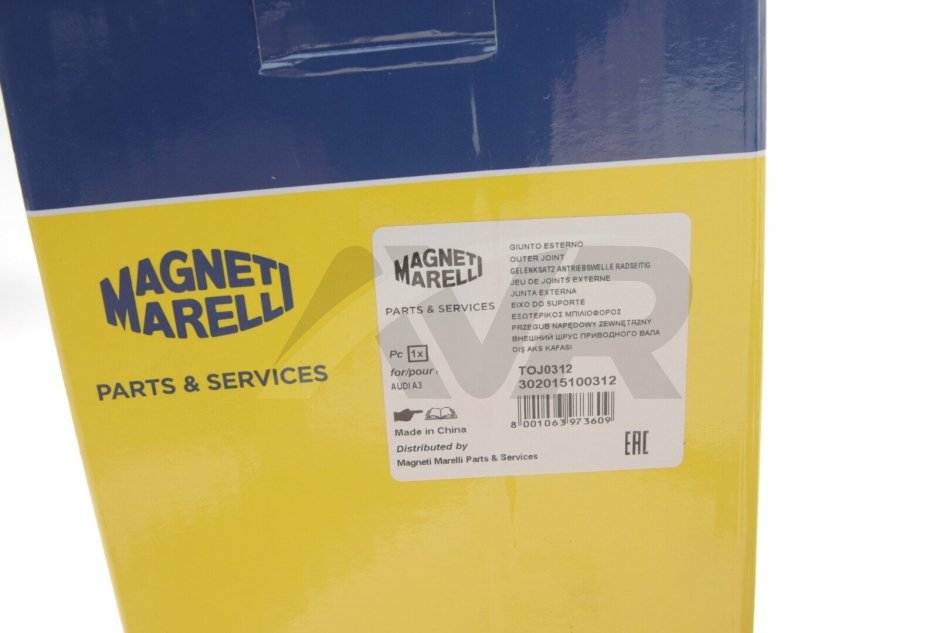 MAGNETI
MARELLI
PARTS & SERVICES
MAGNETI
MARELLI
PARTS & SERVICES
Pc 1x
for/pour:
AUDI A3
Made in China
Distributed by
Magneti Marelli Parts & Services
GIUNTO ESTERNO
OUTER JOINT
GELENKSATZ ANTRIEBSWELLE RADSEITIG
JEU DE JOINTS EXTERNE
JUNTA EXTERNA
EIXO DO SUPORTE
ΕΞΩΤΕΡΙΚΟΣ ΜΠΙΛΙΟΦΟΡΟΣ
PRZEGUB NAPĘDOWY ZEWNĘTRZNY
ВНЕШНИЙ ШРУС ПРИВОДНОГО ВАЛА
DIŞ AKS KAFASI
TOJ0312
302015100312
8 001063 973609
EAC
AVR